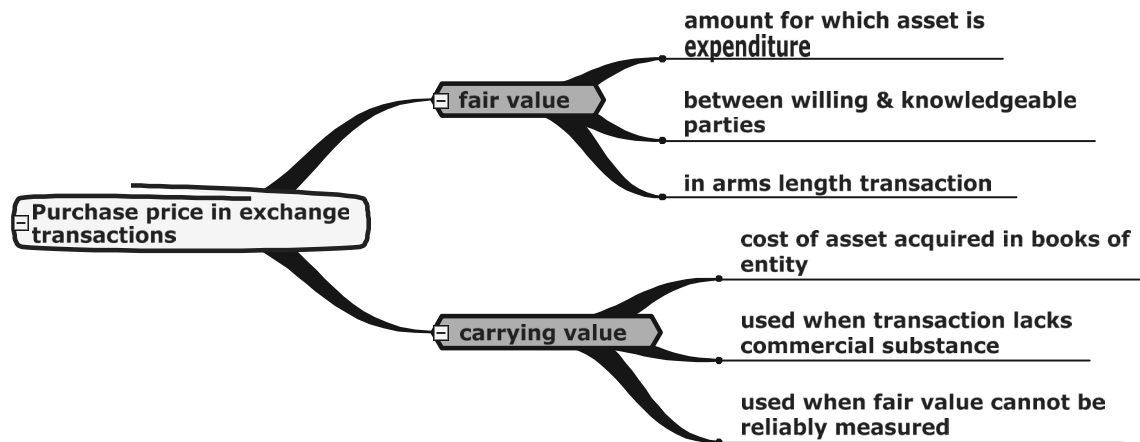 amount for which asset is
expenditure
fair value
between willing & knowledgeable
parties
in arms length transaction
Purchase price in exchange
transactions
cost of asset acquired in books of
entity
carrying value
used when transaction lacks
commercial substance
used when fair value cannot be
reliably measured